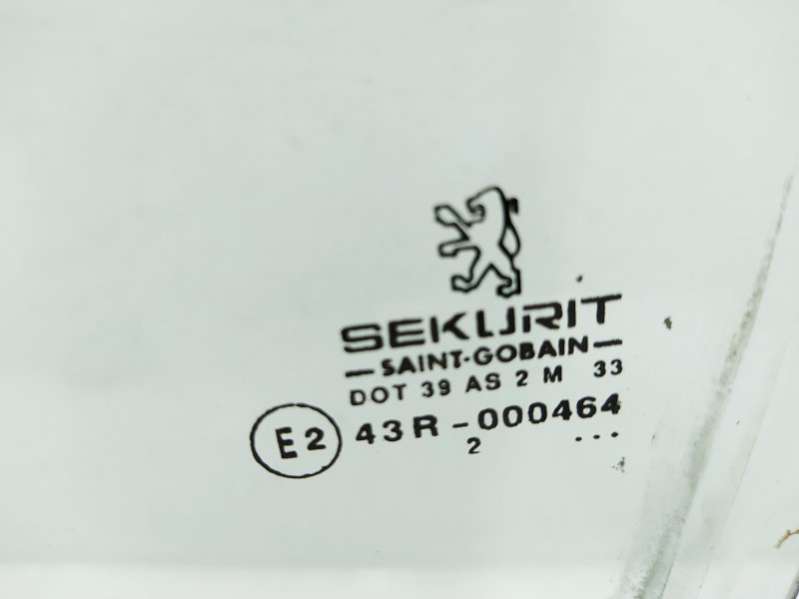 SEKURIT
SAINT-GOBAIN
DOT 39 AS 2 M 33
E2 43R-000464
2 ...